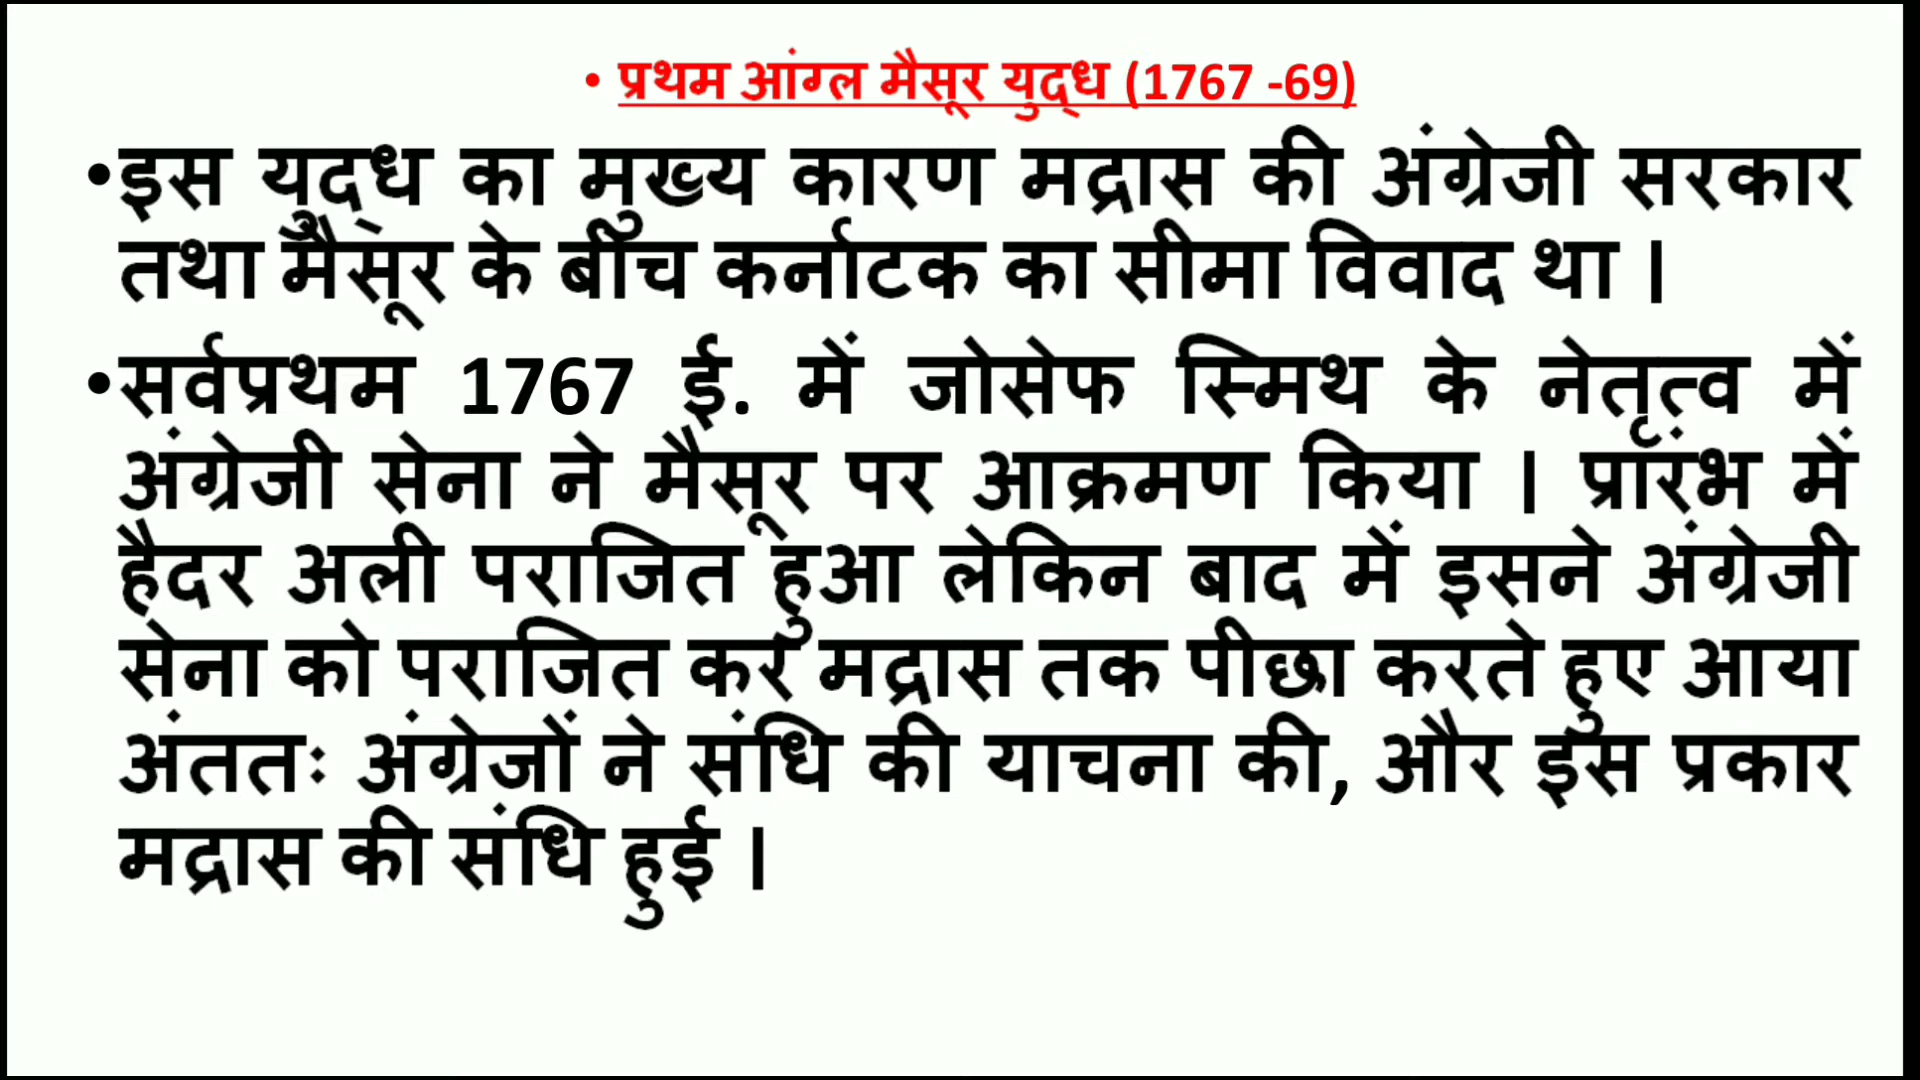 • प्रथम आंग्ल मैसूर युद्ध (1767 -69)
•इस युद्ध का मुख्य कारण मद्रास की अंग्रेजी सरकार
तथा मैसूर के बीच कर्नाटक का सीमा विवाद था ।
•सर्वप्रथम 1767 ई. में जोसेफ स्मिथ के नेतृत्व में
अंग्रेजी सेना ने मैसूर पर आक्रमण किया । प्रारंभ में
हैदर अली पराजित हुआ लेकिन बाद में इसने अंग्रेजी
सेना को पराजित कर मद्रास तक पीछा करते हुए आया
अंततः अंग्रेजों ने संधि की याचना की, और इस प्रकार
मद्रास की संधि हुई ।